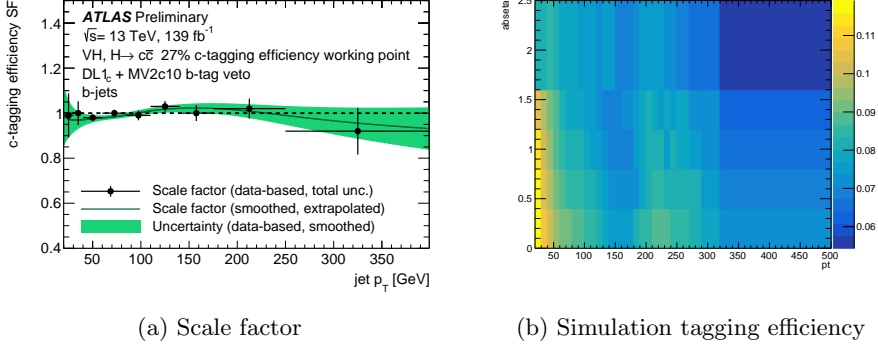 ATLAS Preliminary
√s= 13 TeV, 139 fb⁻¹
VH, H→ cc̄ 27% c-tagging efficiency working point
DL1c + MV2c10 b-tag veto
b-jets
Scale factor (data-based, total unc.)
Scale factor (smoothed, extrapolated)
Uncertainty (data-based, smoothed)
c-tagging efficiency SF
1.4
1.2
1
0.8
0.6
0.4
50 100 150 200 250 300 350
jet pT [GeV]
(a) Scale factor
abseta
2.5
2
1.5
1
0.5
0
50 100 150 200 250 300 350 400 450 500
pt
0.11
0.1
0.09
0.08
0.07
0.06
(b) Simulation tagging efficiency